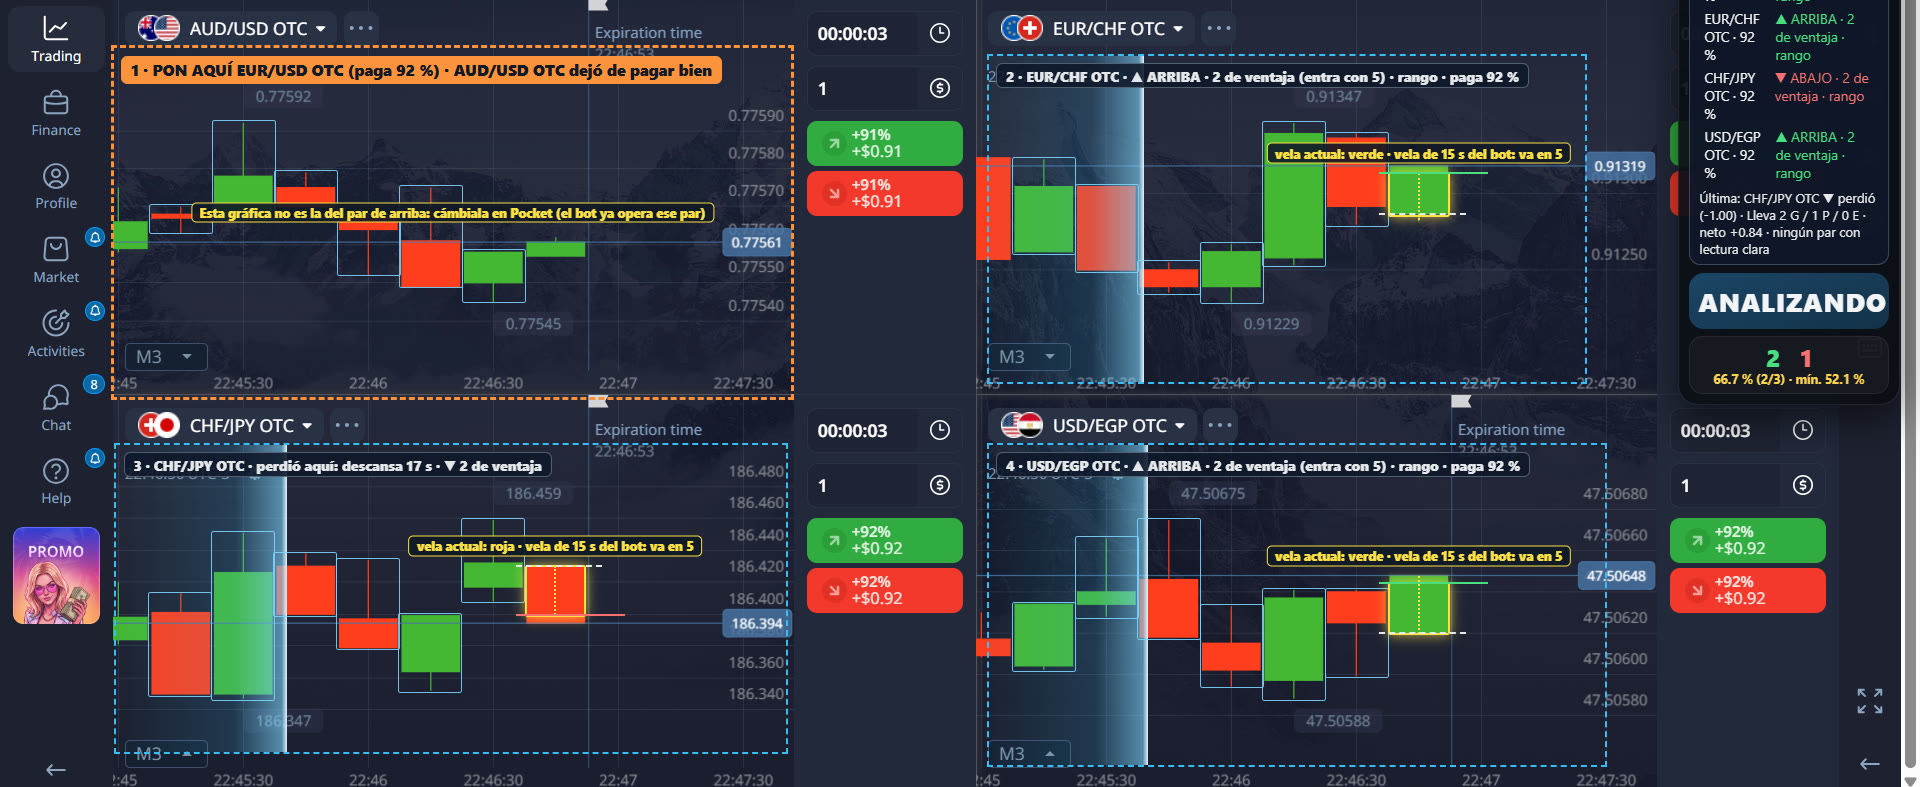 Trading
Finance
Profile
Market
Activities
8
Chat
Help
PROMO
AUD/USD OTC
Expiration time
22:46:53
1 · PON AQUÍ EUR/USD OTC (paga 92 %) · AUD/USD OTC dejó de pagar bien
0.77592
0.77590
0.77580
0.77570
Esta gráfica no es la del par de arriba: cámbiala en Pocket (el bot ya opera ese par)
0.77560
0.77561
0.77550
0.77540
0.77545
M3
:45
22:45:30
22:46
22:46:30
22:47
22:47:30
00:00:03
1
+91%
+$0.91
+91%
+$0.91
EUR/CHF OTC
2 · EUR/CHF OTC · ▲ ARRIBA · 2 de ventaja (entra con 5) · rango · paga 92 %
0.91347
vela actual: verde · vela de 15 s del bot: va en 5
0.91319
0.91300
0.91250
0.91229
M3
:45
22:45:30
22:46
22:46:30
22:47
22:47:30
rango
EUR/CHF OTC · 92 %
▲ ARRIBA · 2 de ventaja · rango
CHF/JPY OTC · 92 %
▼ ABAJO · 2 de ventaja · rango
USD/EGP OTC · 92 %
▲ ARRIBA · 2 de ventaja · rango
Última: CHF/JPY OTC ▼ perdió
(-1.00) · Lleva 2 G / 1 P / 0 E ·
neto +0.84 · ningún par con
lectura clara
ANALIZANDO
2 1
66.7 % (2/3) · mín. 52.1 %
CHF/JPY OTC
Expiration time
22:46:53
3 · CHF/JPY OTC · perdió aquí: descansa 17 s · ▼ 2 de ventaja
186.459
186.480
186.460
186.440
vela actual: roja · vela de 15 s del bot: va en 5
186.420
186.400
186.394
186.360
186.340
186.347
M3
:45
22:45:30
22:46
22:46:30
22:47
22:47:30
00:00:03
1
+92%
+$0.92
+92%
+$0.92
USD/EGP OTC
Expiration time
22:46:53
4 · USD/EGP OTC · ▲ ARRIBA · 2 de ventaja (entra con 5) · rango · paga 92 %
47.50675
47.50680
47.50660
vela actual: verde · vela de 15 s del bot: va en 5
47.50648
47.50620
47.50600
47.50580
47.50588
M3
:45
22:45:30
22:46
22:46:30
22:47
22:47:30
00:00:03
1
+92%
+$0.92
+92%
+$0.92